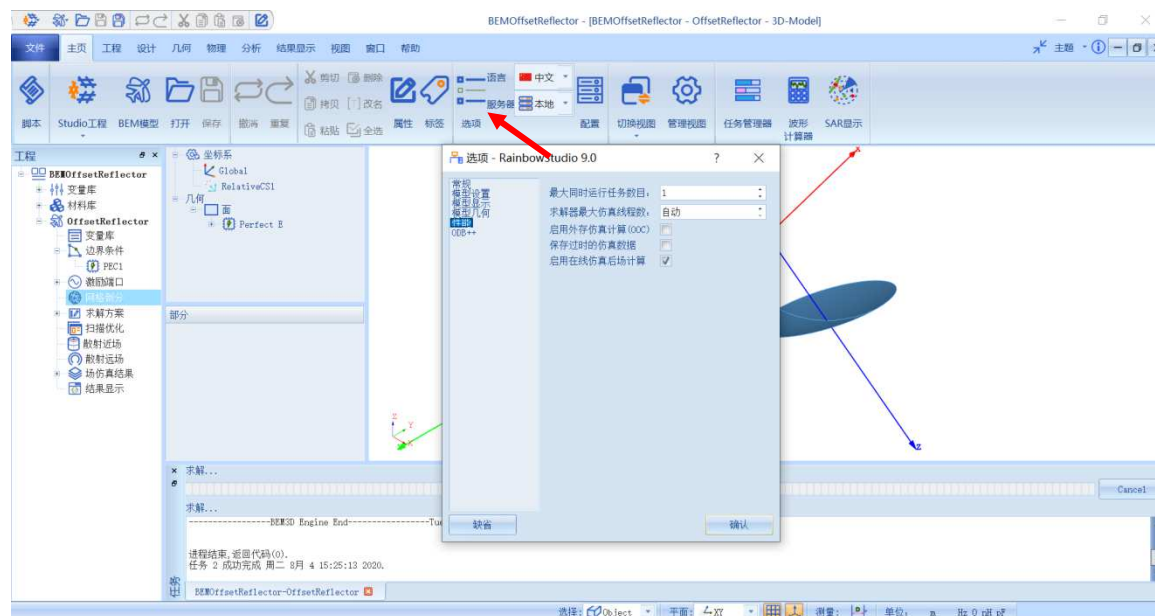 BEMOffsetReflector - [BEMOffsetReflector - OffsetReflector - 3D-Model]
文件 主页 工程 设计 几何 物理 分析 结果显示 视图 窗口 帮助 主题
剪切 删除 语言 中文
拷贝 改名 服务器 本地
粘贴 全选
脚本 Studio工程 BEM模型 打开 保存 撤消 重复 属性 标签 选项 配置 切换视图 管理视图 任务管理器 波形计算器 SAR显示
工程
BEMOffsetReflector
变量库
材料库
OffsetReflector
变量库
边界条件
PEC1
激励端口
网格剖分
求解方案
扫描优化
散射近场
散射远场
场仿真结果
结果显示
坐标系
Global
RelativeCS1
几何
面
Perfect E
部分
选项 - RainbowStudio 9.0 ? ×
常规
模型设置
模型显示
模型几何
性能
ODB++
最大同时运行任务数目: 1
求解器最大仿真线程数: 自动
启用外存仿真计算(OOC)
保存过时的仿真数据
启用在线仿真后场计算
缺省 确认
X
Z
Z
Y
X
求解...
Cancel
求解...
-----------------BEM3D Engine End-----------------Tue
进程结束,返回代码(0).
任务 2 成功完成 周二 8月 4 15:25:13 2020.
BEMOffsetReflector-OffsetReflector
选择: Object 平面: XY 测量: 单位: m Hz Ω nH pF